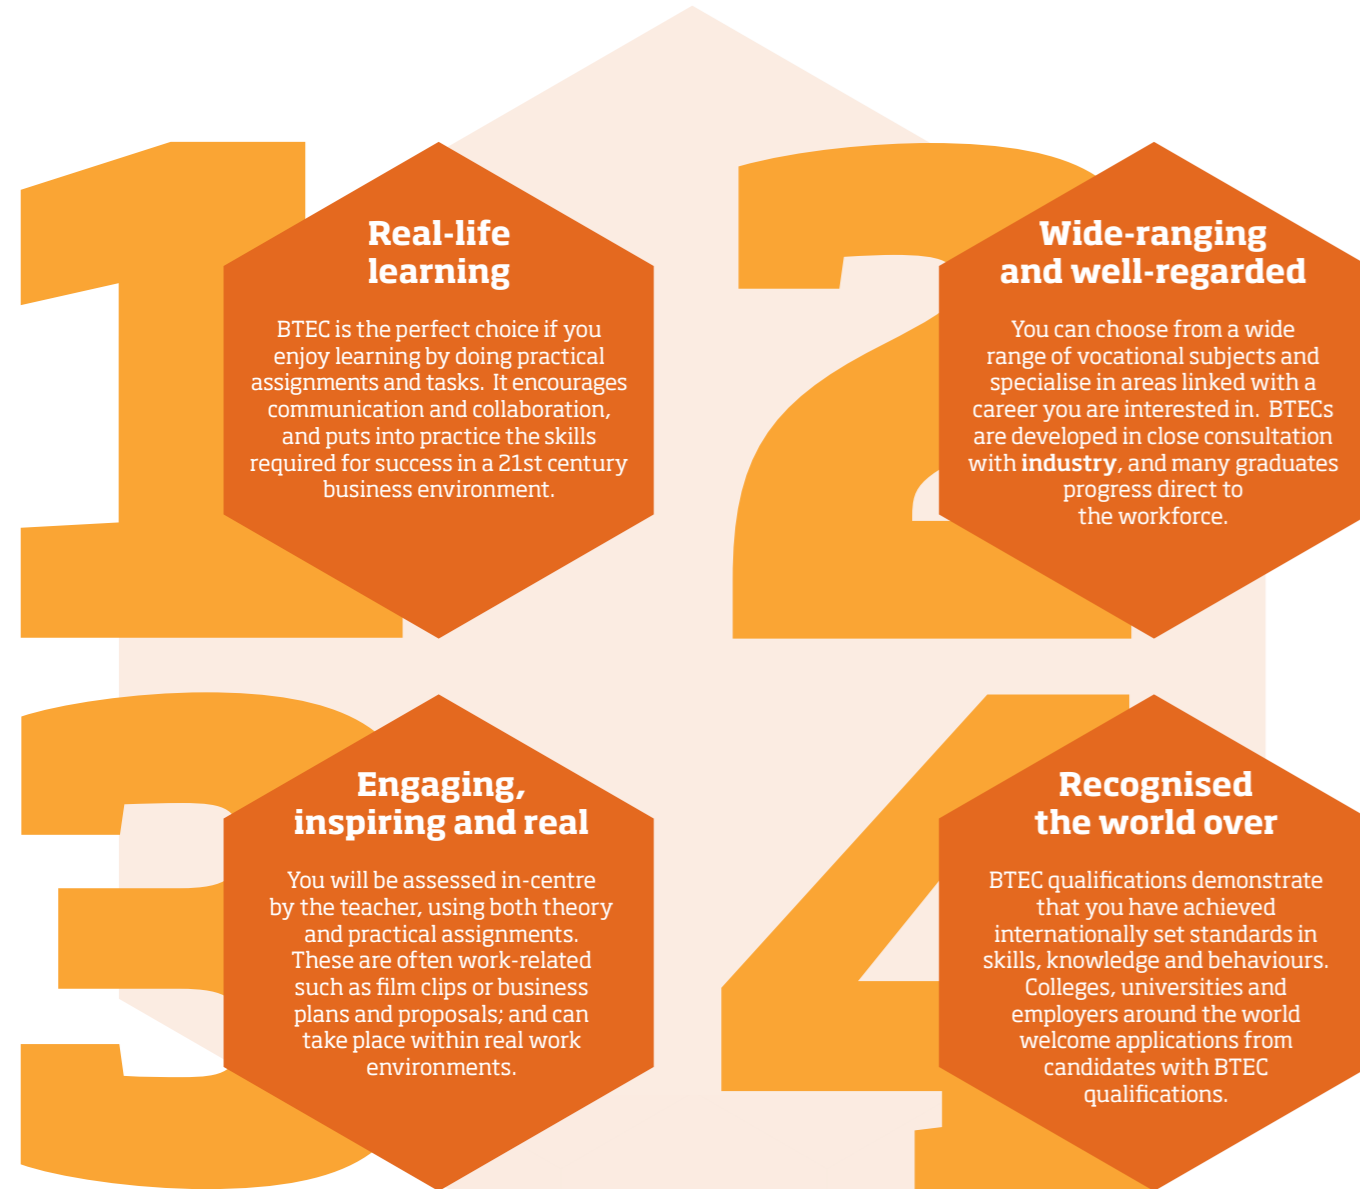 1
Real-life
learning
BTEC is the perfect choice if you
enjoy learning by doing practical
assignments and tasks. It encourages
communication and collaboration,
and puts into practice the skills
required for success in a 21st century
business environment.
2
Wide-ranging
and well-regarded
You can choose from a wide
range of vocational subjects and
specialise in areas linked with a
career you are interested in. BTECs
are developed in close consultation
with industry, and many graduates
progress direct to
the workforce.
3
Engaging,
inspiring and real
You will be assessed in-centre
by the teacher, using both theory
and practical assignments.
These are often work-related
such as film clips or business
plans and proposals; and can
take place within real work
environments.
4
Recognised
the world over
BTEC qualifications demonstrate
that you have achieved
internationally set standards in
skills, knowledge and behaviours.
Colleges, universities and
employers around the world
welcome applications from
candidates with BTEC
qualifications.